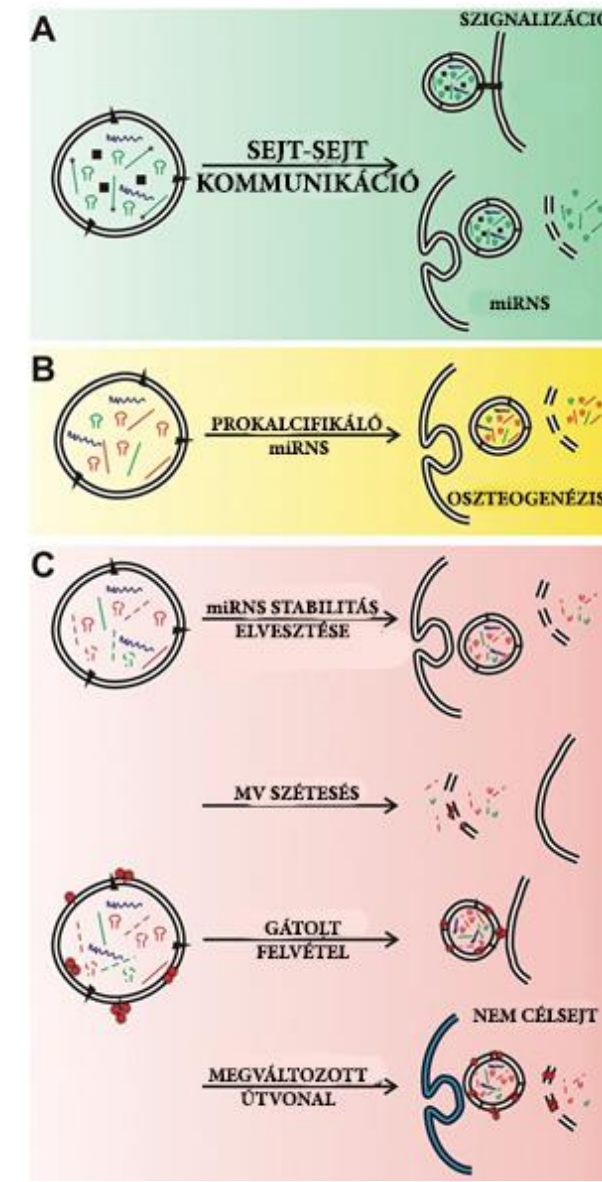 A
SZIGNALIZÁCIÓ
SEJT-SEJT
KOMMUNIKÁCIÓ
miRNS
B
PROKALCIFIKÁLÓ
miRNS
OSZTEOGENÉZIS
C
miRNS STABILITÁS
ELVESZTÉSE
MV SZÉTESÉS
GÁTOLT
FELVÉTEL
NEM CÉLSEJT
MEGVÁLTOZOTT
ÚTVONAL